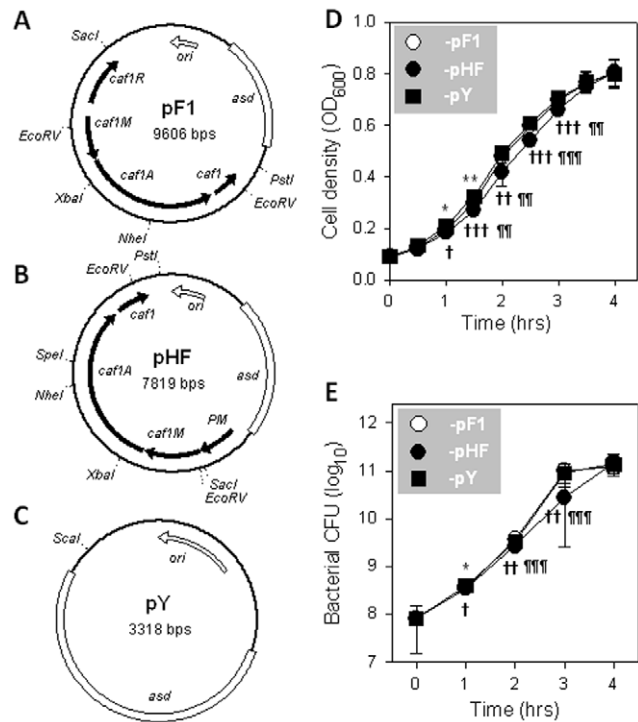 A
SacI
ori
caf1R
EcoRV
caf1M
pF1
9606 bps
asd
XbaI
caf1A
caf1
PstI
EcoRV
NheI
B
PstI
EcoRV
caf1
ori
SpeI
caf1A
pHF
7819 bps
asd
NheI
caf1M
PM
XbaI
SacI
EcoRV
C
ScaI
ori
pY
3318 bps
asd
D
Cell density (OD600)
1.0
0.8
0.6
0.4
0.2
0.0
-pF1
-pHF
-pY
*
**
†
††† ¶¶
†† ¶¶
††† ¶¶¶
††† ¶¶
0 1 2 3 4
Time (hrs)
E
Bacterial CFU (log10)
12
11
10
9
8
7
-pF1
-pHF
-pY
*
†
†† ¶¶¶
†† ¶¶¶
0 1 2 3 4
Time (hrs)